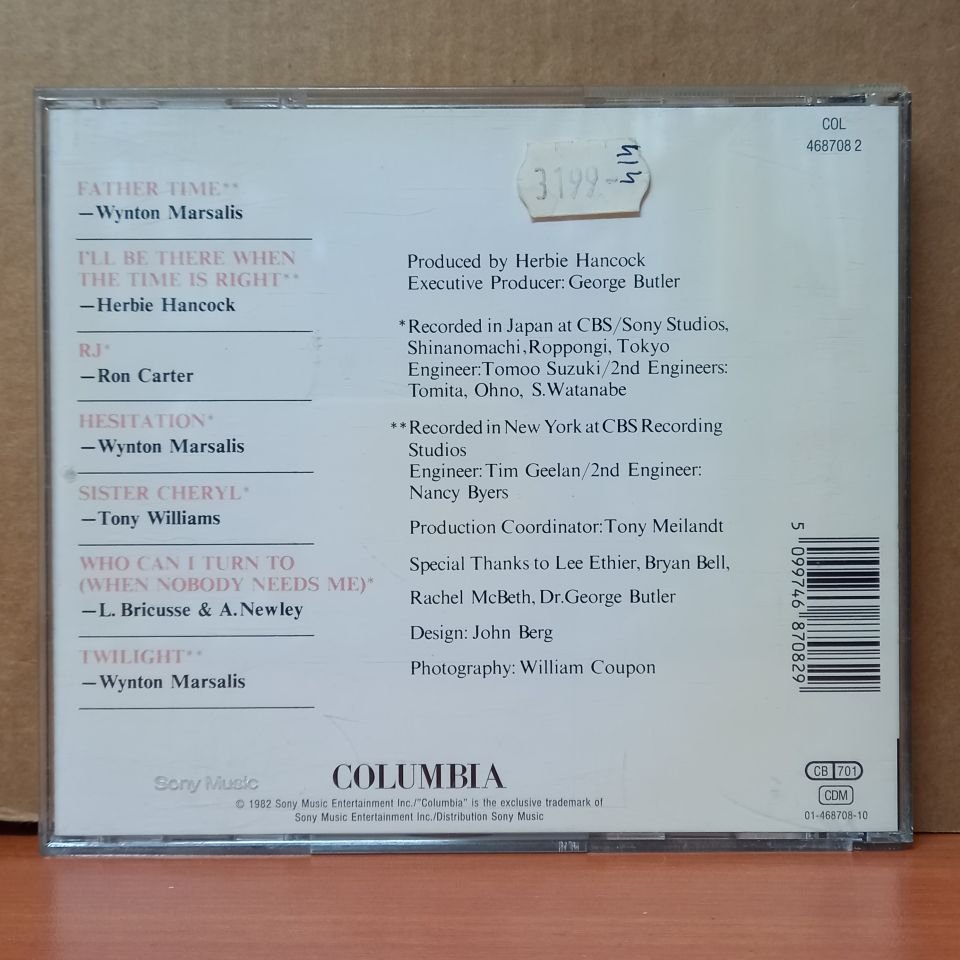 COL
468708 2
3199.-
FATHER TIME**
—Wynton Marsalis
I'LL BE THERE WHEN
THE TIME IS RIGHT**
—Herbie Hancock
RJ*
—Ron Carter
HESITATION*
—Wynton Marsalis
SISTER CHERYL*
—Tony Williams
WHO CAN I TURN TO
(WHEN NOBODY NEEDS ME)*
—L. Bricusse & A. Newley
TWILIGHT**
—Wynton Marsalis
Produced by Herbie Hancock
Executive Producer: George Butler
*Recorded in Japan at CBS/Sony Studios,
Shinanomachi, Roppongi, Tokyo
Engineer: Tomoo Suzuki/2nd Engineers:
Tomita, Ohno, S. Watanabe
**Recorded in New York at CBS Recording
Studios
Engineer: Tim Geelan/2nd Engineer:
Nancy Byers
Production Coordinator: Tony Meilandt
Special Thanks to Lee Ethier, Bryan Bell,
Rachel McBeth, Dr. George Butler
Design: John Berg
Photography: William Coupon
5 099746 870829
Sony Music
COLUMBIA
© 1982 Sony Music Entertainment Inc./"Columbia" is the exclusive trademark of
Sony Music Entertainment Inc./Distribution Sony Music
CB 701
CDM
01-468708-10